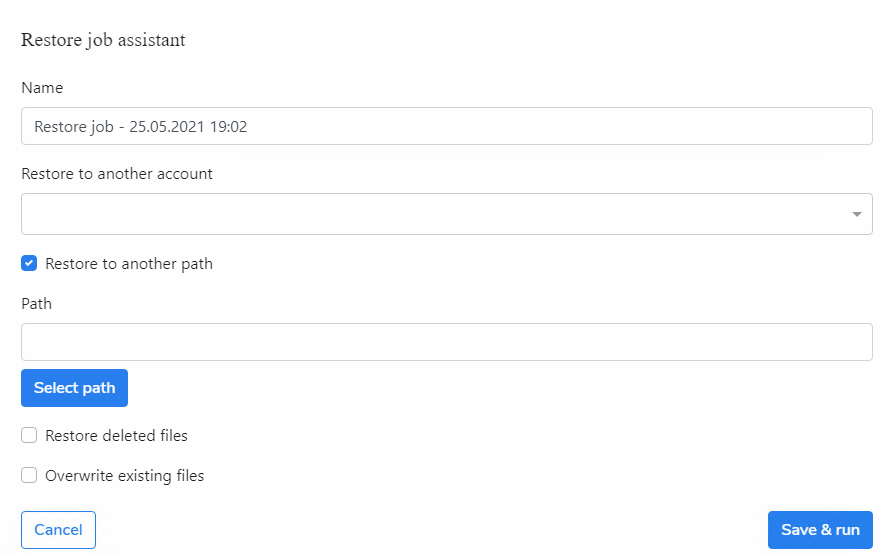 Restore job assistant
Name
Restore job - 25.05.2021 19:02
Restore to another account
Restore to another path
Path
Select path
Restore deleted files
Overwrite existing files
Cancel
Save & run